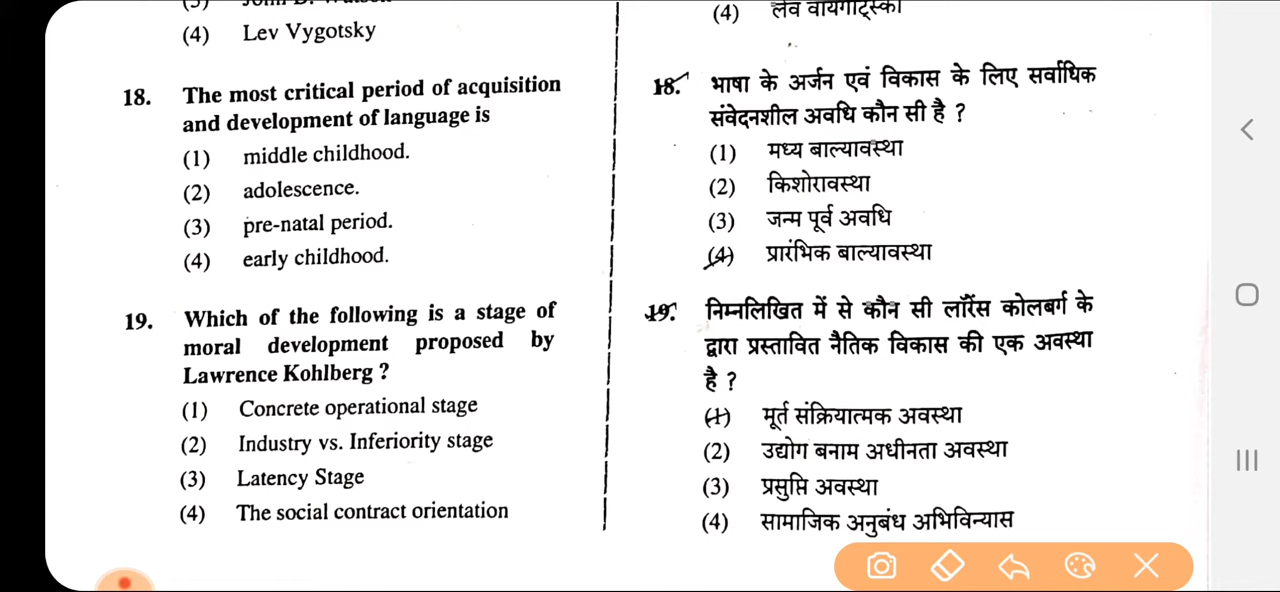 (4) Lev Vygotsky
18. The most critical period of acquisition
and development of language is
(1) middle childhood.
(2) adolescence.
(3) pre-natal period.
(4) early childhood.
19. Which of the following is a stage of
moral development proposed by
Lawrence Kohlberg ?
(1) Concrete operational stage
(2) Industry vs. Inferiority stage
(3) Latency Stage
(4) The social contract orientation
(4) लेव वायगोट्स्की
18. भाषा के अर्जन एवं विकास के लिए सर्वाधिक
संवेदनशील अवधि कौन सी है ?
(1) मध्य बाल्यावस्था
(2) किशोरावस्था
(3) जन्म पूर्व अवधि
(4) प्रारंभिक बाल्यावस्था
19. निम्नलिखित में से कौन सी लॉरेंस कोलबर्ग के
द्वारा प्रस्तावित नैतिक विकास की एक अवस्था
है ?
(1) मूर्त संक्रियात्मक अवस्था
(2) उद्योग बनाम अधीनता अवस्था
(3) प्रसुप्ति अवस्था
(4) सामाजिक अनुबंध अभिविन्यास